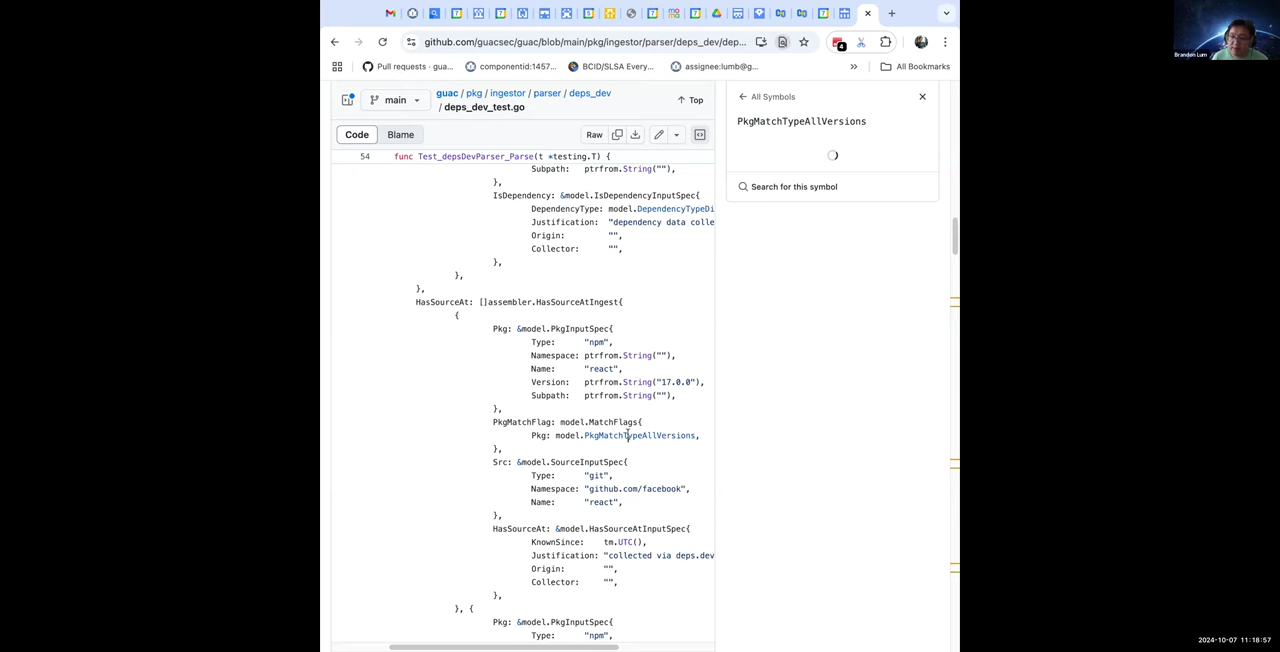 github.com/guacsec/guac/blob/main/pkg/ingestor/parser/deps_dev/dep...
4
Pull requests · gua...
componentid:1457...
BCID/SLSA Every...
assignee:lumb@g...
»
All Bookmarks
Brandon Lum
main
guac / pkg / ingestor / parser / deps_dev
/ deps_dev_test.go
Top
All Symbols
PkgMatchTypeAllVersions
Search for this symbol
Code
Blame
Raw
54 func Test_depsDevParser_Parse(t *testing.T) {
Subpath: ptrfrom.String(""),
},
IsDependency: &model.IsDependencyInputSpec{
DependencyType: model.DependencyTypeDi
Justification: "dependency data colle
Origin: "",
Collector: "",
},
},
},
HasSourceAt: []assembler.HasSourceAtIngest{
{
Pkg: &model.PkgInputSpec{
Type: "npm",
Namespace: ptrfrom.String(""),
Name: "react",
Version: ptrfrom.String("17.0.0"),
Subpath: ptrfrom.String(""),
},
PkgMatchFlag: model.MatchFlags{
Pkg: model.PkgMatchTypeAllVersions,
},
Src: &model.SourceInputSpec{
Type: "git",
Namespace: "github.com/facebook",
Name: "react",
},
HasSourceAt: &model.HasSourceAtInputSpec{
KnownSince: tm.UTC(),
Justification: "collected via deps.dev
Origin: "",
Collector: "",
},
}, {
Pkg: &model.PkgInputSpec{
Type: "npm",
2024-10-07 11:18:57